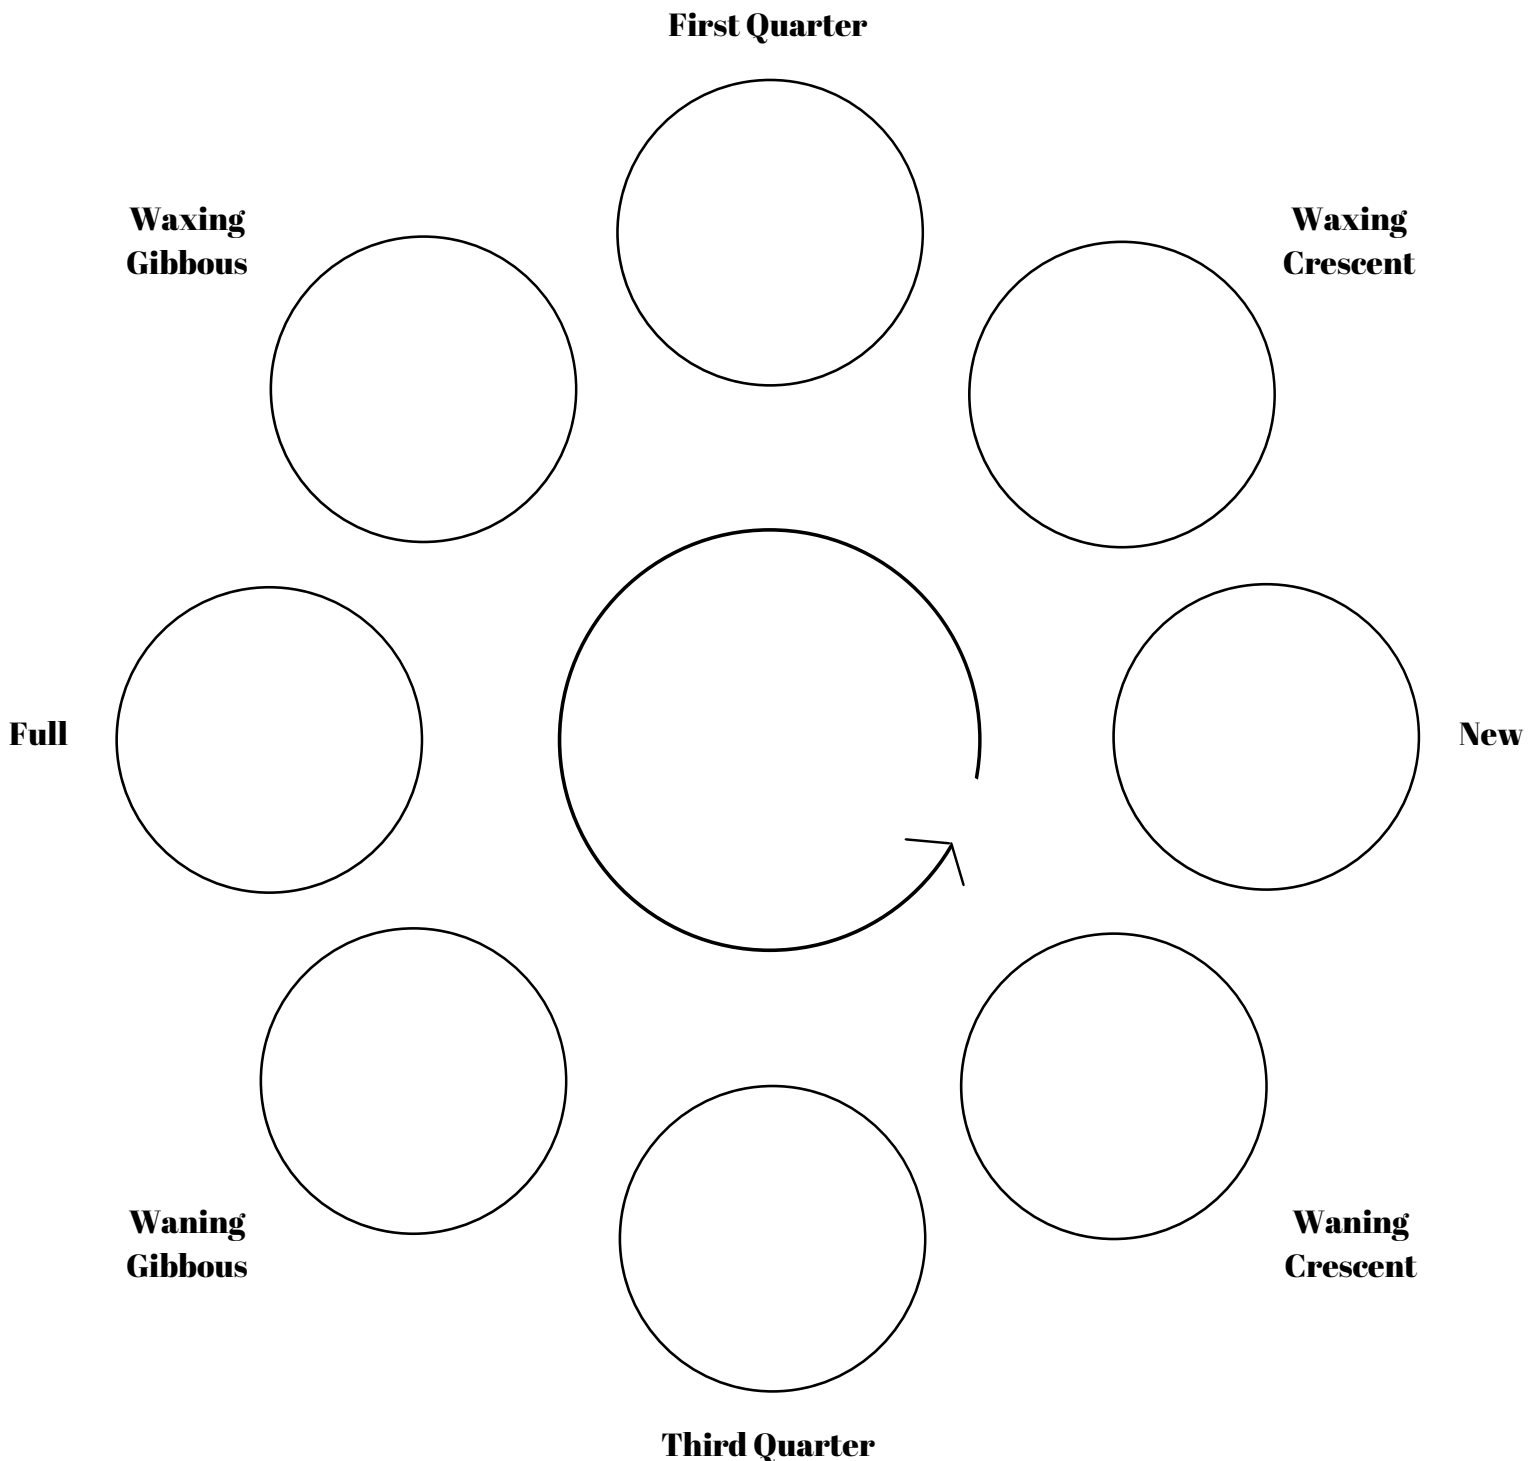 First Quarter
Waxing
Gibbous
Waxing
Crescent
Full
New
Waning
Gibbous
Waning
Crescent
Third Quarter